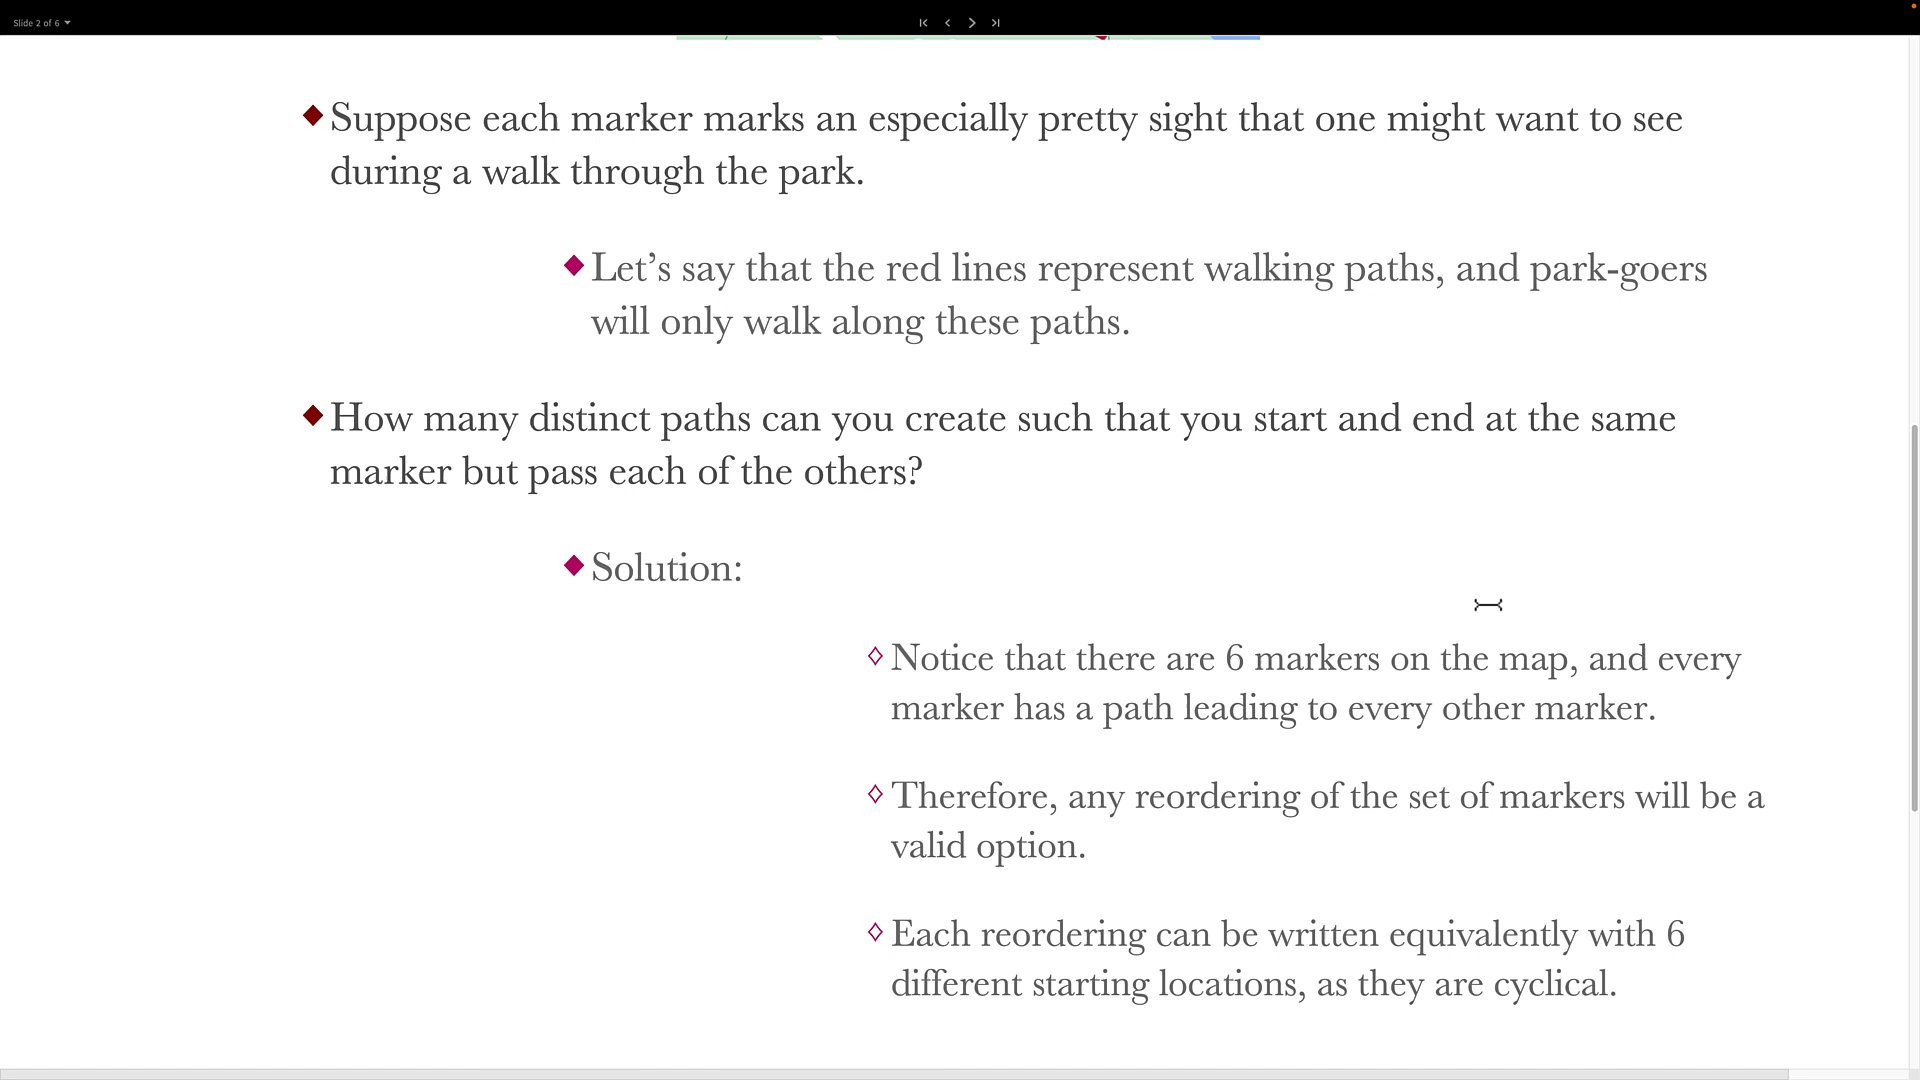 Slide 2 of 6
Suppose each marker marks an especially pretty sight that one might want to see
during a walk through the park.
Let’s say that the red lines represent walking paths, and park-goers
will only walk along these paths.
How many distinct paths can you create such that you start and end at the same
marker but pass each of the others?
Solution:
Notice that there are 6 markers on the map, and every
marker has a path leading to every other marker.
Therefore, any reordering of the set of markers will be a
valid option.
Each reordering can be written equivalently with 6
different starting locations, as they are cyclical.